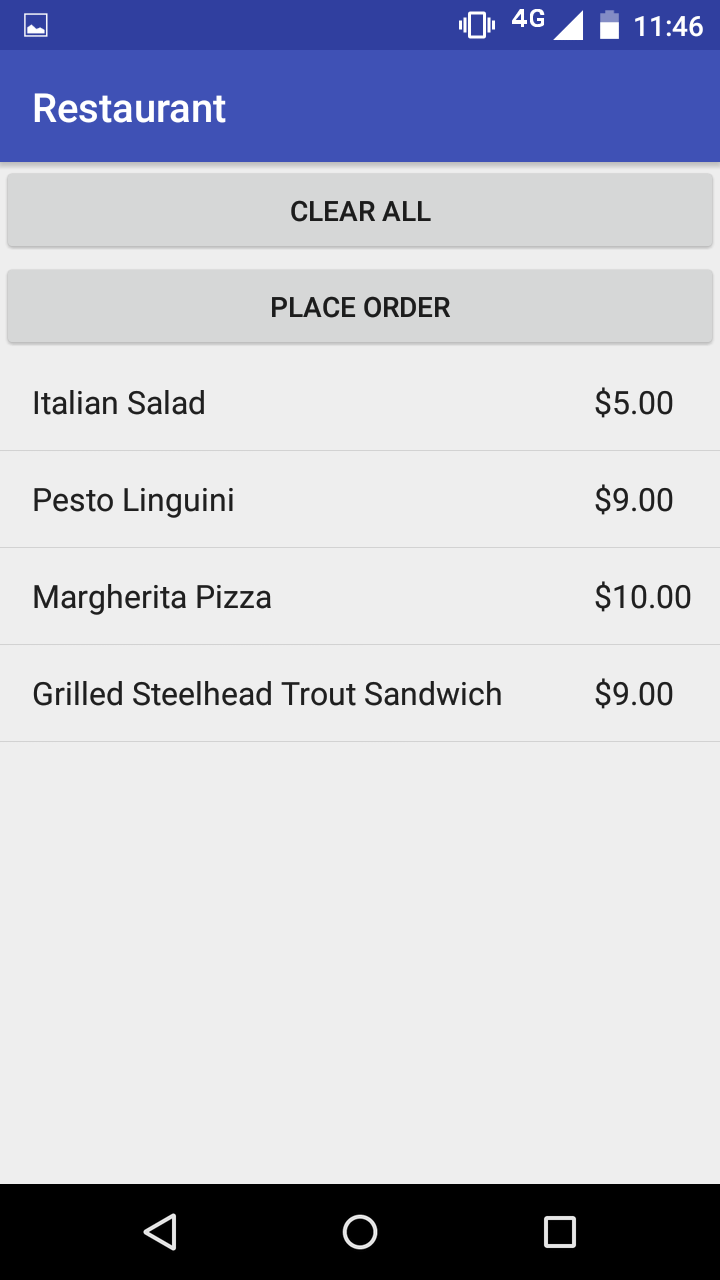 4G 11:46
Restaurant
CLEAR ALL
PLACE ORDER
Italian Salad $5.00
Pesto Linguini $9.00
Margherita Pizza $10.00
Grilled Steelhead Trout Sandwich $9.00